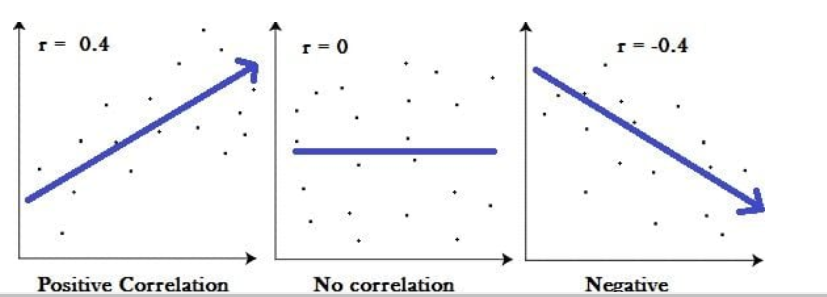 r = 0.4
r = 0
r = -0.4
Positive Correlation
No correlation
Negative